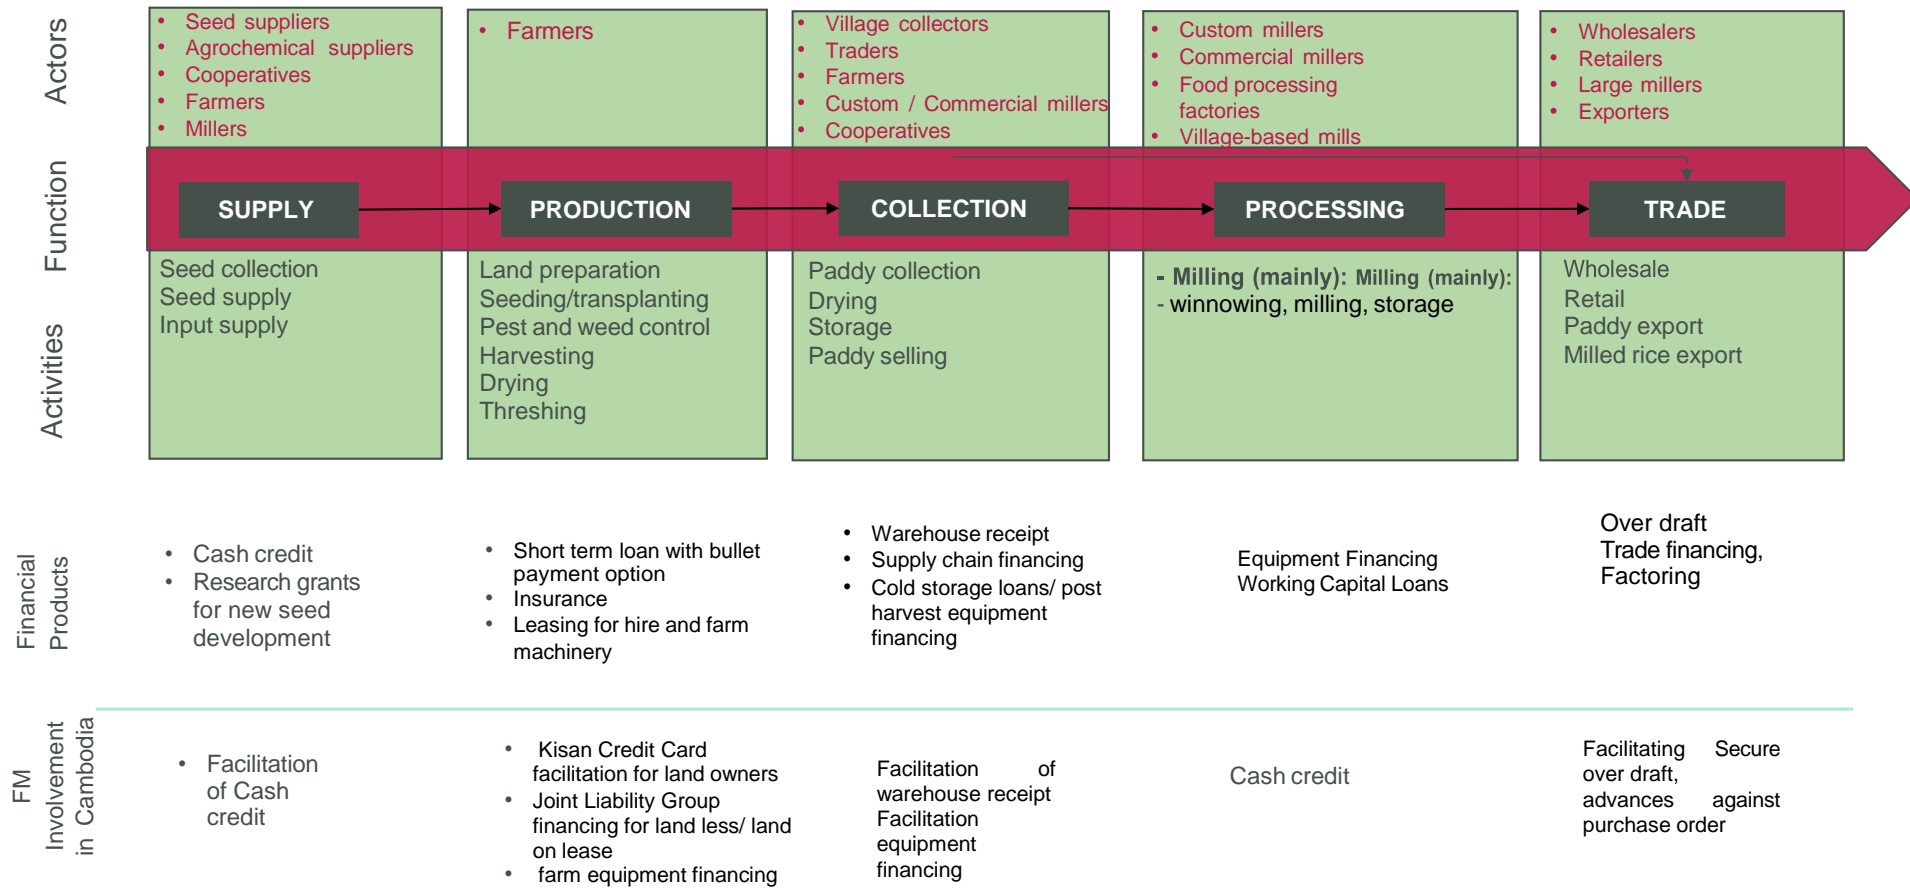 Actors
Seed suppliers
Agrochemical suppliers
Cooperatives
Farmers
Millers
Farmers
Village collectors
Traders
Farmers
Custom / Commercial millers
Cooperatives
Custom millers
Commercial millers
Food processing
factories
Village-based mills
Wholesalers
Retailers
Large millers
Exporters
Function
SUPPLY
PRODUCTION
COLLECTION
PROCESSING
TRADE
Activities
Seed collection
Seed supply
Input supply
Land preparation
Seeding/transplanting
Pest and weed control
Harvesting
Drying
Threshing
Paddy collection
Drying
Storage
Paddy selling
- Milling (mainly): Milling (mainly):
- winnowing, milling, storage
Wholesale
Retail
Paddy export
Milled rice export
Financial
Products
Cash credit
Research grants
for new seed
development
Short term loan with bullet
payment option
Insurance
Leasing for hire and farm
machinery
Warehouse receipt
Supply chain financing
Cold storage loans/ post
harvest equipment
financing
Equipment Financing
Working Capital Loans
Over draft
Trade financing,
Factoring
FM
Involvement
in Cambodia
Facilitation
of Cash
credit
Kisan Credit Card
facilitation for land owners
Joint Liability Group
financing for land less/ land
on lease
farm equipment financing
Facilitation of
warehouse receipt
Facilitation
equipment
financing
Cash credit
Facilitating Secure
over draft,
advances against
purchase order